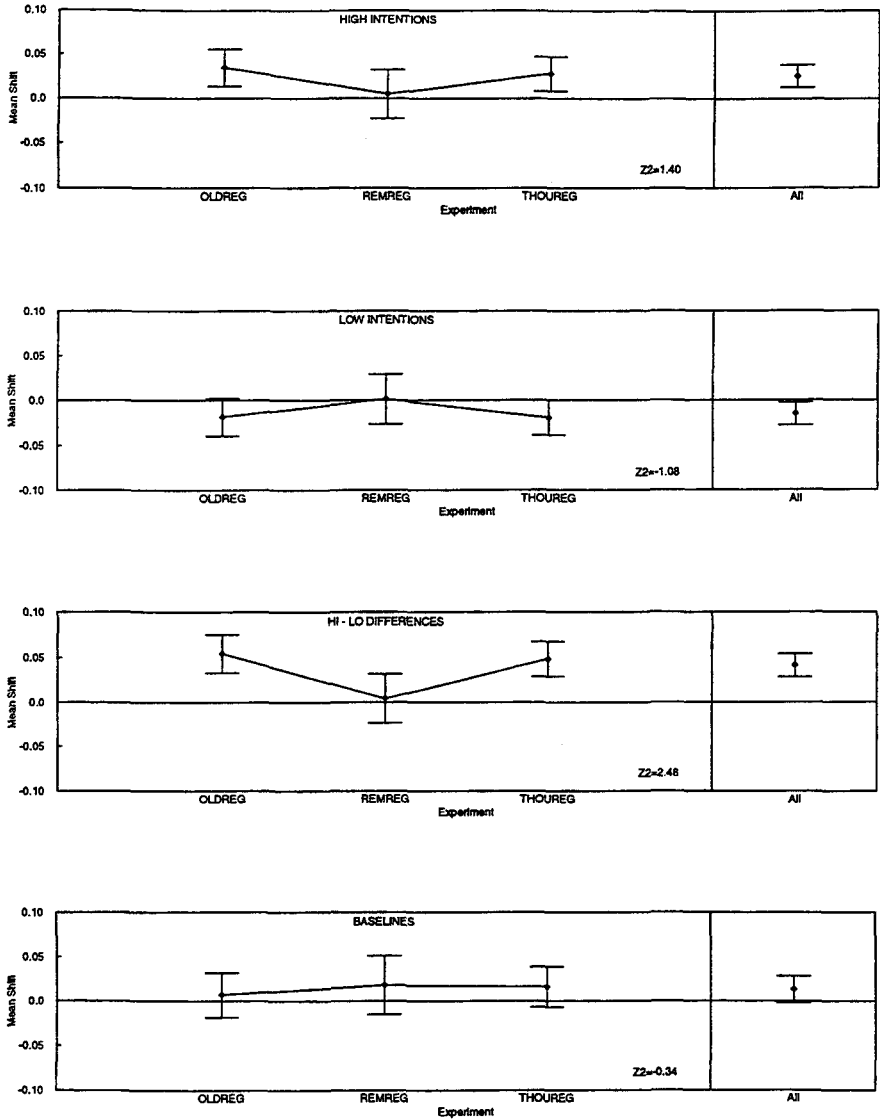 HIGH INTENTIONS
0.10
0.05
0.0
-0.05
-0.10
Mean Shift
Z2=1.40
OLDREG REMREG THOUREG All
Experiment
LOW INTENTIONS
0.10
0.05
0.0
-0.05
-0.10
Mean Shift
Z2=-1.08
OLDREG REMREG THOUREG All
Experiment
HI - LO DIFFERENCES
0.10
0.05
0.0
-0.05
-0.10
Mean Shift
Z2=2.48
OLDREG REMREG THOUREG All
Experiment
BASELINES
0.10
0.05
0.0
-0.05
-0.10
Mean Shift
Z2=-0.34
OLDREG REMREG THOUREG All
Experiment